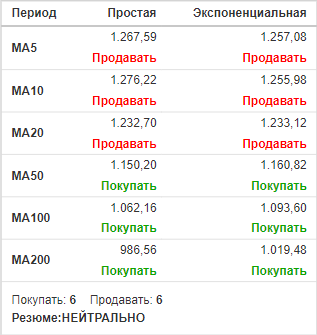 Период Простая Экспоненциальная
MA5 1.267,59 1.257,08
Продавать Продавать
MA10 1.276,22 1.255,98
Продавать Продавать
MA20 1.232,70 1.233,12
Продавать Продавать
MA50 1.150,20 1.160,82
Покупать Покупать
MA100 1.062,16 1.093,60
Покупать Покупать
MA200 986,56 1.019,48
Покупать Покупать
Покупать: 6 Продавать: 6
Резюме:НЕЙТРАЛЬНО